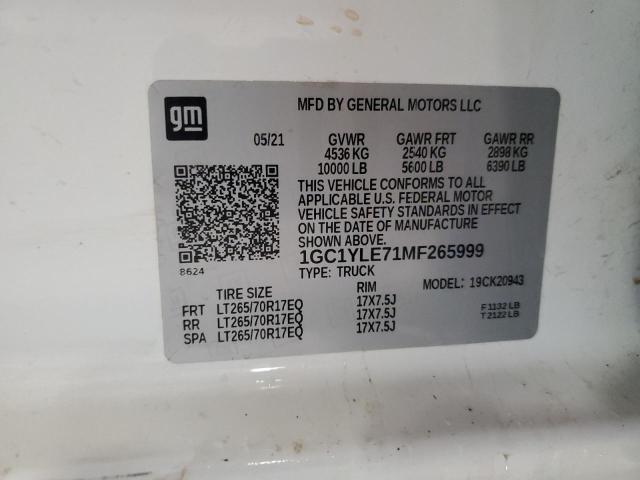 gm
MFD BY GENERAL MOTORS LLC
05/21 GVWR GAWR FRT GAWR RR
4536 KG 2540 KG 2898 KG
10000 LB 5600 LB 6390 LB
THIS VEHICLE CONFORMS TO ALL
APPLICABLE U.S. FEDERAL MOTOR
VEHICLE SAFETY STANDARDS IN EFFECT
ON THE DATE OF MANUFACTURE
SHOWN ABOVE.
8624
1GC1YLE71MF265999
TYPE: TRUCK MODEL: 19CK20943
TIRE SIZE RIM
FRT LT265/70R17EQ 17X7.5J F1132 LB
RR LT265/70R17EQ 17X7.5J T2122 LB
SPA LT265/70R17EQ 17X7.5J